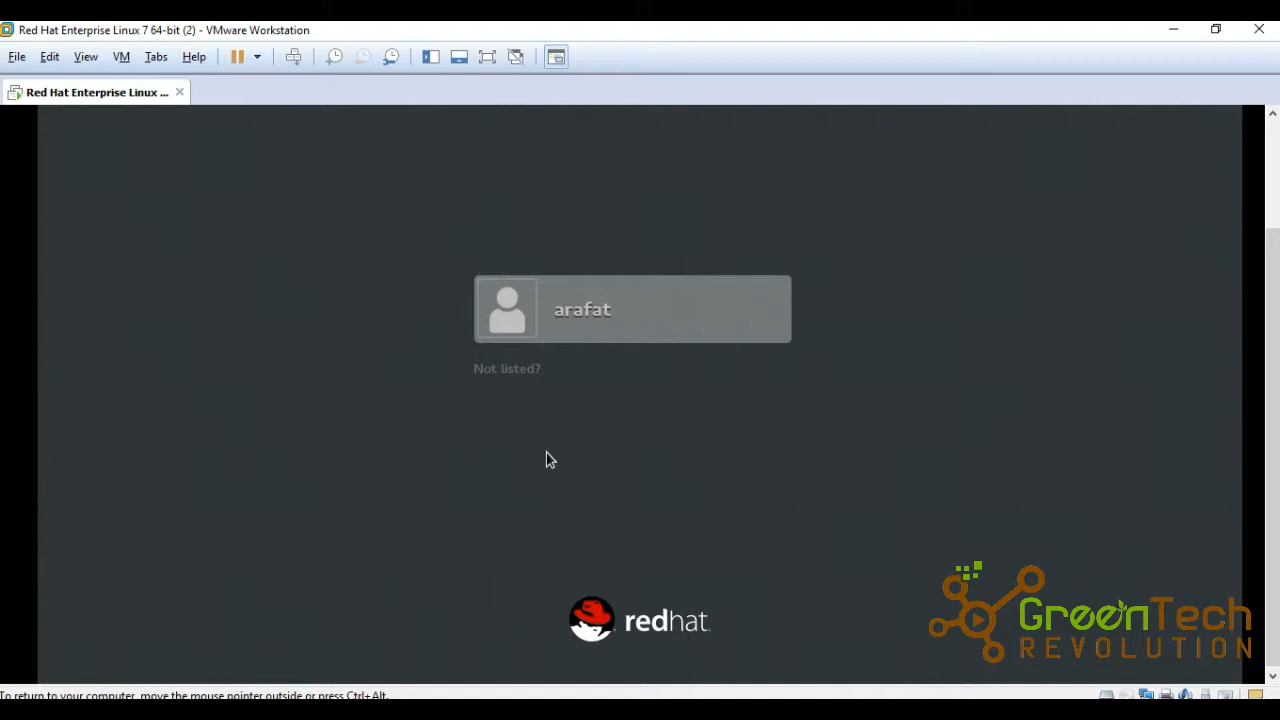 Red Hat Enterprise Linux 7 64-bit (2) - VMware Workstation
File Edit View VM Tabs Help
Red Hat Enterprise Linux ...
arafat
Not listed?
redhat.
GreenTech
REVOLUTION
To return to your computer, move the mouse pointer outside or press Ctrl+Alt.